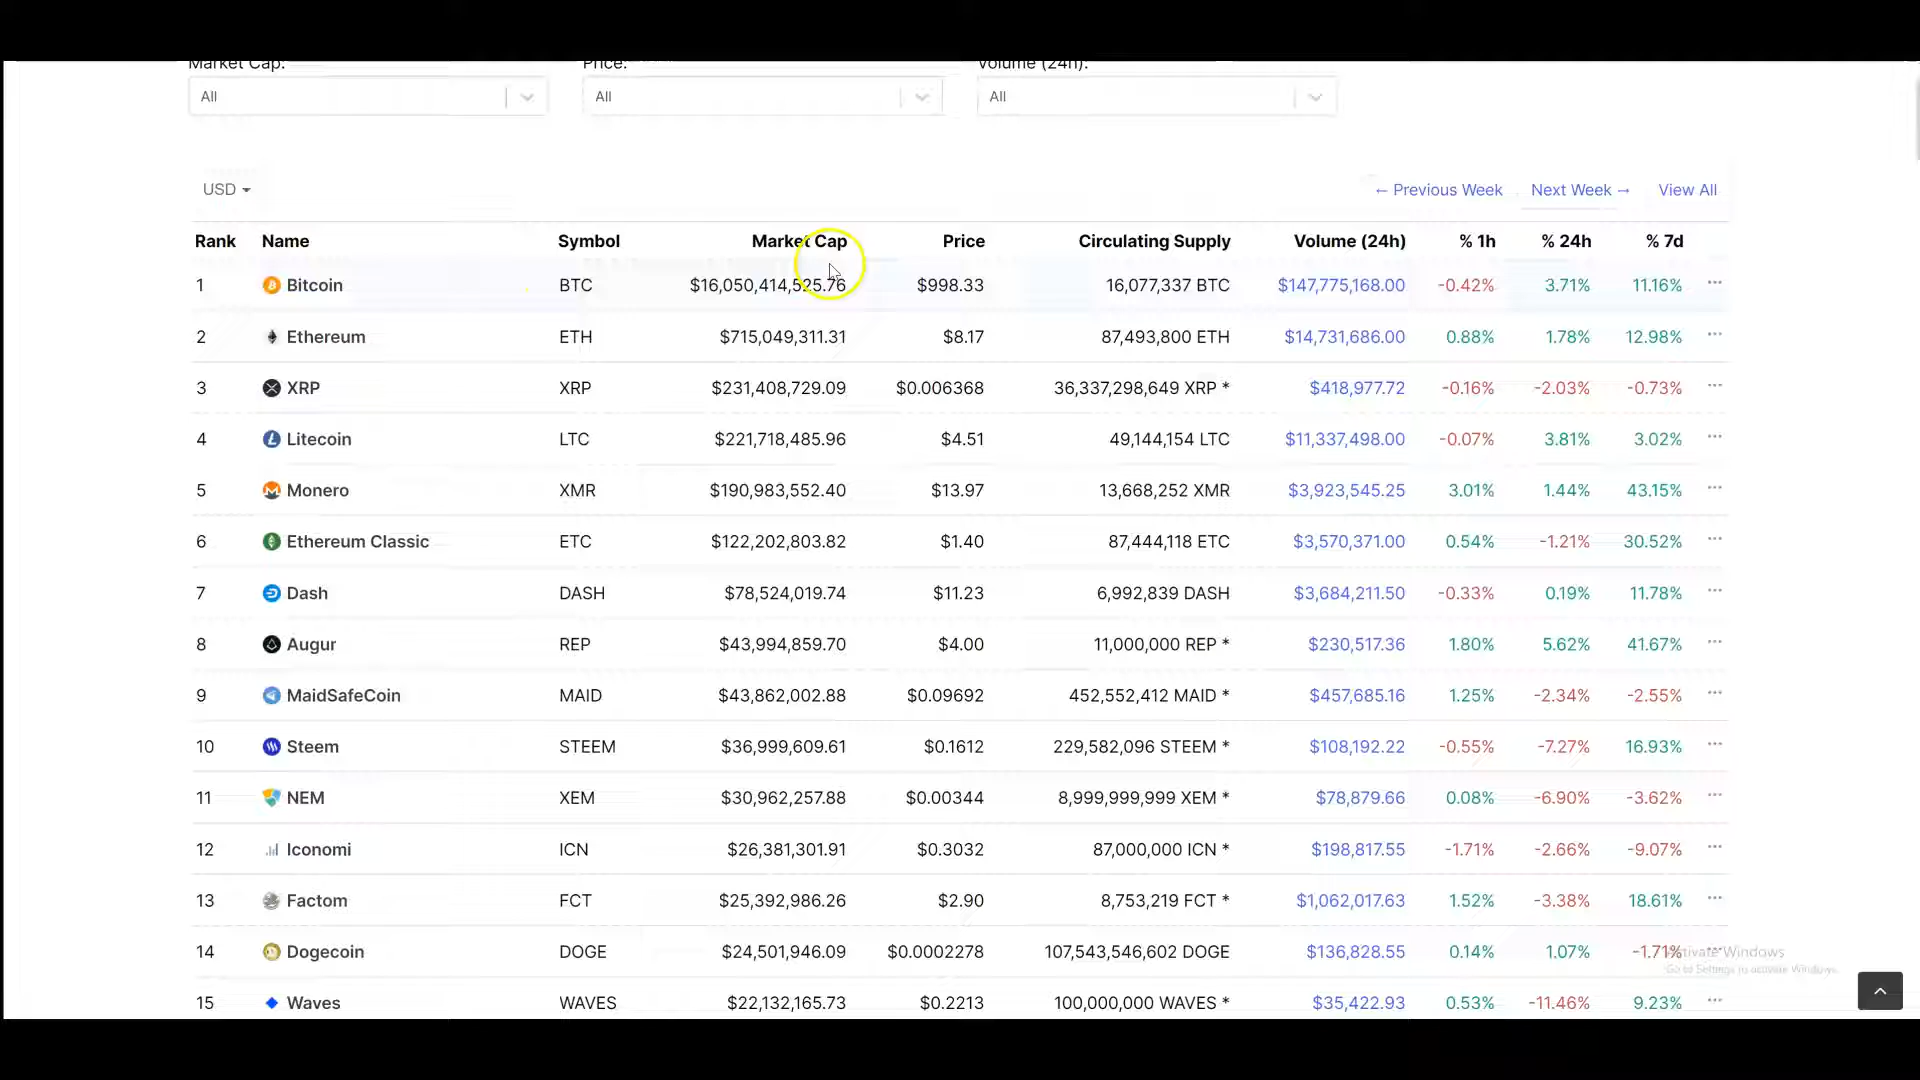 Market Cap: Price: Volume (24h):
All All All
USD ← Previous Week Next Week → View All
Rank Name Symbol Market Cap Price Circulating Supply Volume (24h) % 1h % 24h % 7d
1 Bitcoin BTC $16,050,414,525.76 $998.33 16,077,337 BTC $147,775,168.00 -0.42% 3.71% 11.16% ...
2 Ethereum ETH $715,049,311.31 $8.17 87,493,800 ETH $14,731,686.00 0.88% 1.78% 12.98% ...
3 XRP XRP $231,408,729.09 $0.006368 36,337,298,649 XRP * $418,977.72 -0.16% -2.03% -0.73% ...
4 Litecoin LTC $221,718,485.96 $4.51 49,144,154 LTC $11,337,498.00 -0.07% 3.81% 3.02% ...
5 Monero XMR $190,983,552.40 $13.97 13,668,252 XMR $3,923,545.25 3.01% 1.44% 43.15% ...
6 Ethereum Classic ETC $122,202,803.82 $1.40 87,444,118 ETC $3,570,371.00 0.54% -1.21% 30.52% ...
7 Dash DASH $78,524,019.74 $11.23 6,992,839 DASH $3,684,211.50 -0.33% 0.19% 11.78% ...
8 Augur REP $43,994,859.70 $4.00 11,000,000 REP * $230,517.36 1.80% 5.62% 41.67% ...
9 MaidSafeCoin MAID $43,862,002.88 $0.09692 452,552,412 MAID * $457,685.16 1.25% -2.34% -2.55% ...
10 Steem STEEM $36,999,609.61 $0.1612 229,582,096 STEEM * $108,192.22 -0.55% -7.27% 16.93% ...
11 NEM XEM $30,962,257.88 $0.00344 8,999,999,999 XEM * $78,879.66 0.08% -6.90% -3.62% ...
12 Iconomi ICN $26,381,301.91 $0.3032 87,000,000 ICN * $198,817.55 -1.71% -2.66% -9.07% ...
13 Factom FCT $25,392,986.26 $2.90 8,753,219 FCT * $1,062,017.63 1.52% -3.38% 18.61% ...
14 Dogecoin DOGE $24,501,946.09 $0.0002278 107,543,546,602 DOGE $136,828.55 0.14% 1.07% -1.71% ...
Activate Windows
Go to Settings to activate Windows.
15 Waves WAVES $22,132,165.73 $0.2213 100,000,000 WAVES * $35,422.93 0.53% -11.46% 9.23% ...